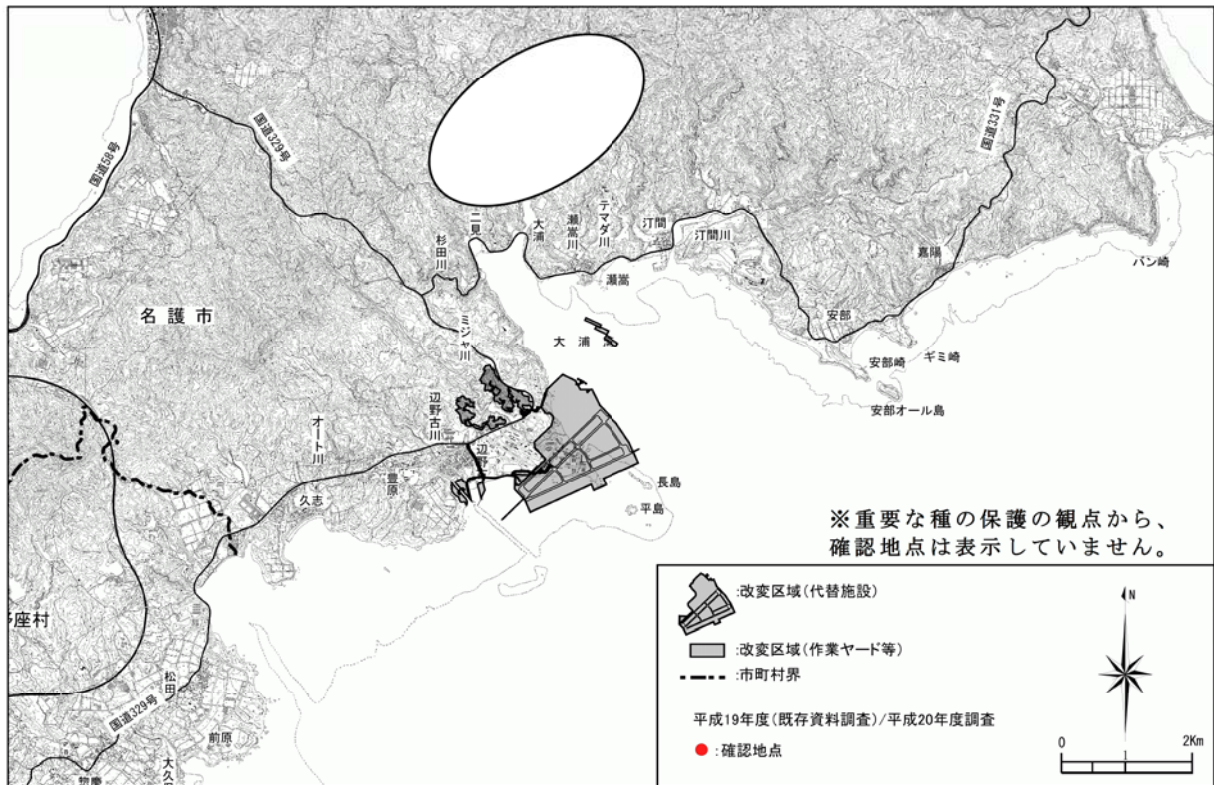 国道58号
国道329号
国道331号
名護市
杉田川
二見
大浦
瀬嵩川
テマダ川
汀間
汀間川
瀬嵩
嘉陽
バン崎
安部
安部崎
ギミ崎
安部オール島
ミジャ川
大浦
辺野古川
辺野
オート川
豊原
久志
長島
平島
座村
松田
国道329号
前原
※重要な種の保護の観点から、
確認地点は表示していません。
:改変区域(代替施設)
:改変区域(作業ヤード等)
:市町村界
平成19年度(既存資料調査)/平成20年度調査
:確認地点
N
0 1 2Km